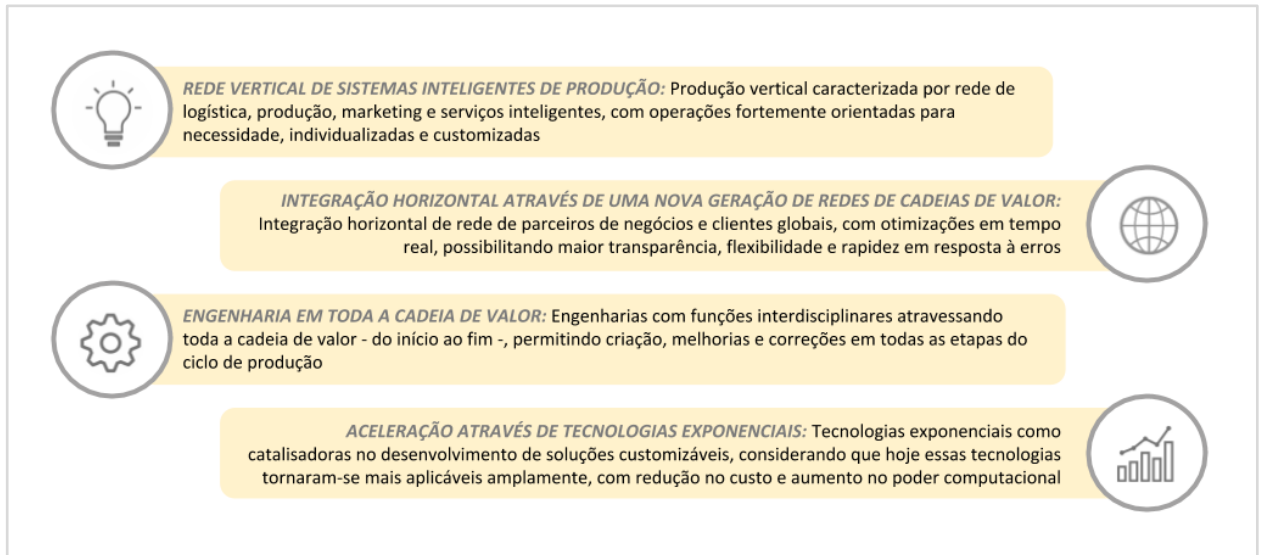 REDE VERTICAL DE SISTEMAS INTELIGENTES DE PRODUÇÃO: Produção vertical caracterizada por rede de
logística, produção, marketing e serviços inteligentes, com operações fortemente orientadas para
necessidade, individualizadas e customizadas
INTEGRAÇÃO HORIZONTAL ATRAVÉS DE UMA NOVA GERAÇÃO DE REDES DE CADEIAS DE VALOR:
Integração horizontal de rede de parceiros de negócios e clientes globais, com otimizações em tempo
real, possibilitando maior transparência, flexibilidade e rapidez em resposta à erros
ENGENHARIA EM TODA A CADEIA DE VALOR: Engenharias com funções interdisciplinares atravessando
toda a cadeia de valor - do início ao fim -, permitindo criação, melhorias e correções em todas as etapas do
ciclo de produção
ACELERAÇÃO ATRAVÉS DE TECNOLOGIAS EXPONENCIAIS: Tecnologias exponenciais como
catalisadoras no desenvolvimento de soluções customizáveis, considerando que hoje essas tecnologias
tornaram-se mais aplicáveis amplamente, com redução no custo e aumento no poder computacional